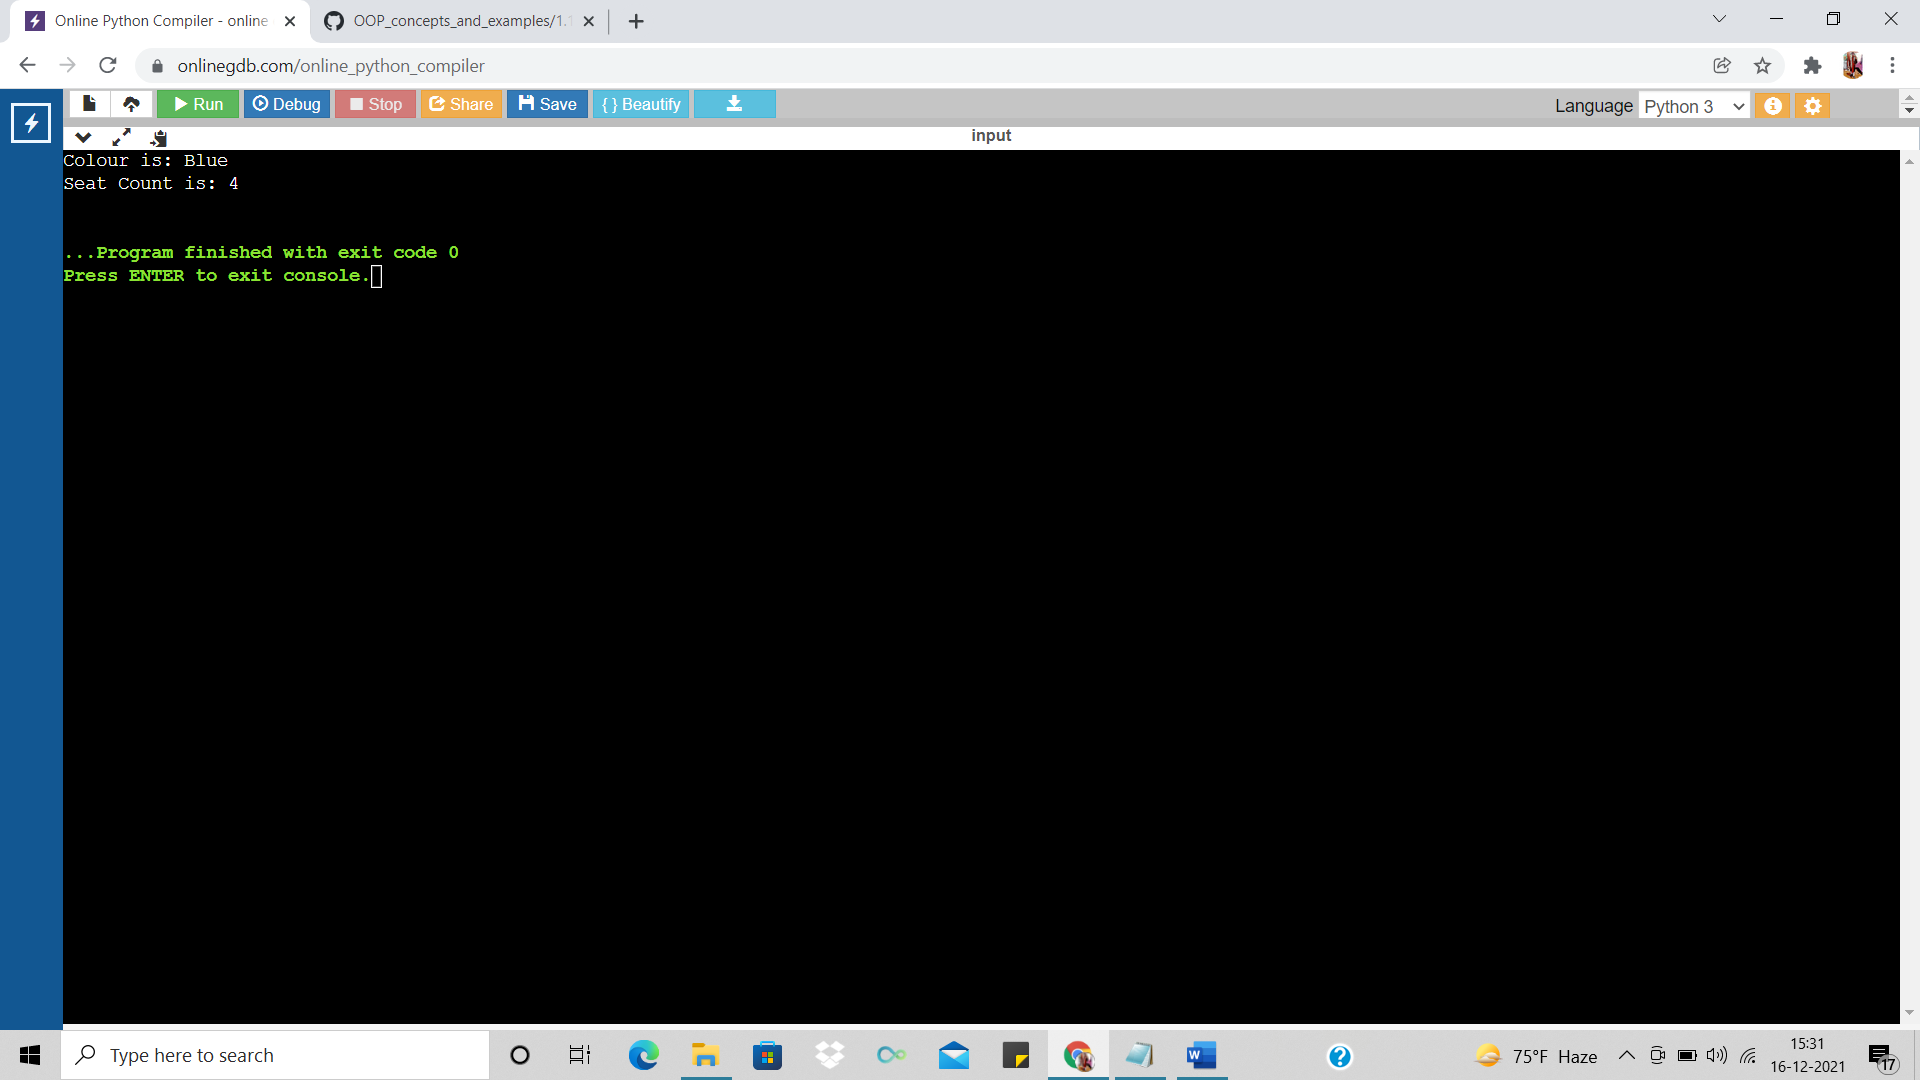 Online Python Compiler - online
OOP_concepts_and_examples/1.
onlinegdb.com/online_python_compiler
Run
Debug
Stop
Share
Save
{ } Beautify
Language
Python 3
input
Colour is: Blue
Seat Count is: 4
...Program finished with exit code 0
Press ENTER to exit console.
Type here to search
75°F Haze
15:31
16-12-2021
17